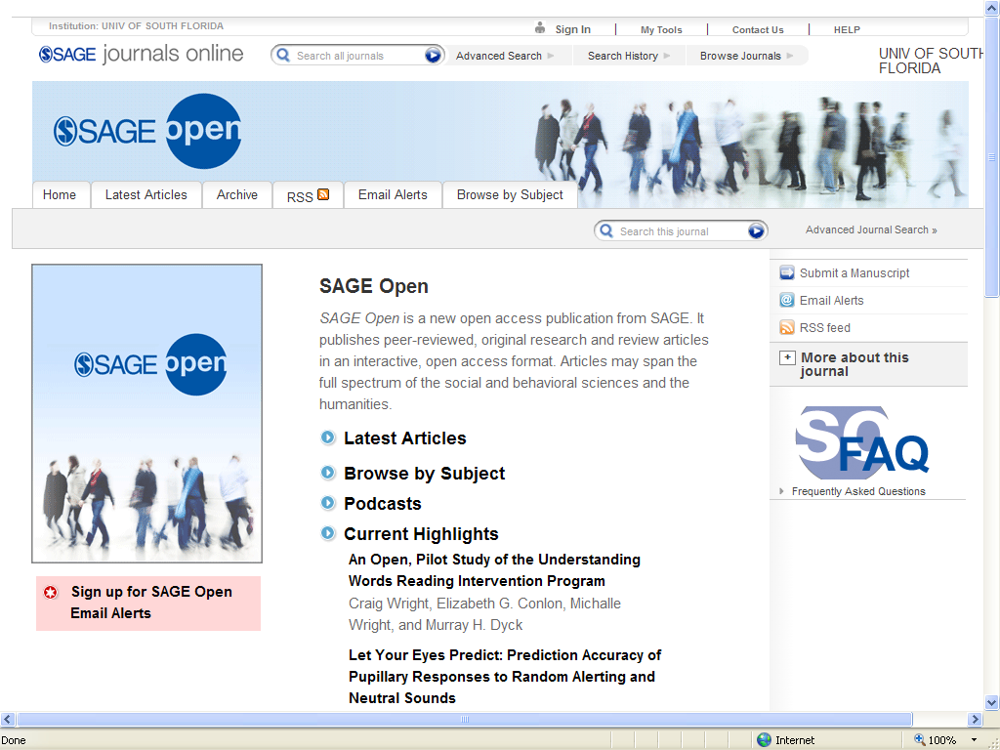 Institution: UNIV OF SOUTH FLORIDA
Sign In
My Tools
Contact Us
HELP
SAGE journals online
Search all journals
Advanced Search
Search History
Browse Journals
UNIV OF SOUTH
FLORIDA
SAGE open
Home
Latest Articles
Archive
RSS
Email Alerts
Browse by Subject
Search this journal
Advanced Journal Search »
SAGE open
Sign up for SAGE Open
Email Alerts
SAGE Open
SAGE Open is a new open access publication from SAGE. It
publishes peer-reviewed, original research and review articles
in an interactive, open access format. Articles may span the
full spectrum of the social and behavioral sciences and the
humanities.
Latest Articles
Browse by Subject
Podcasts
Current Highlights
An Open, Pilot Study of the Understanding
Words Reading Intervention Program
Craig Wright, Elizabeth G. Conlon, Michalle
Wright, and Murray H. Dyck
Let Your Eyes Predict: Prediction Accuracy of
Pupillary Responses to Random Alerting and
Neutral Sounds
Submit a Manuscript
Email Alerts
RSS feed
More about this
journal
SO
FAQ
Frequently Asked Questions
Done
Internet
100%